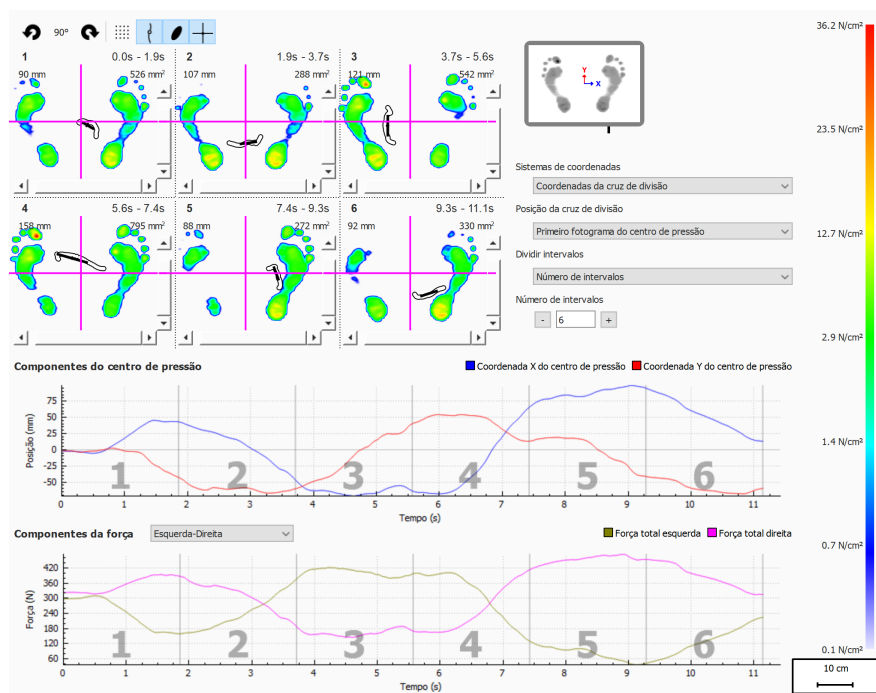 90°
1 0.0s - 1.9s
90 mm 526 mm²
2 1.9s - 3.7s
107 mm 288 mm²
3 3.7s - 5.6s
121 mm 542 mm²
4 5.6s - 7.4s
158 mm 795 mm²
5 7.4s - 9.3s
88 mm 272 mm²
6 9.3s - 11.1s
92 mm 330 mm²
Y
X
Sistemas de coordenadas
Coordenadas da cruz de divisão
Posição da cruz de divisão
Primeiro fotograma do centro de pressão
Dividir intervalos
Número de intervalos
Número de intervalos
- 6 +
36.2 N/cm²
23.5 N/cm²
12.7 N/cm²
2.9 N/cm²
1.4 N/cm²
0.7 N/cm²
0.1 N/cm²
10 cm
Componentes do centro de pressão
Coordenada X do centro de pressão Coordenada Y do centro de pressão
Posição (mm)
75
50
25
0
-25
-50
1 2 3 4 5 6
0 1 2 3 4 5 6 7 8 9 10 11
Tempo (s)
Componentes da força Esquerda-Direita
Força total esquerda Força total direita
Força (N)
420
360
300
240
180
120
60
1 2 3 4 5 6
0 1 2 3 4 5 6 7 8 9 10 11
Tempo (s)